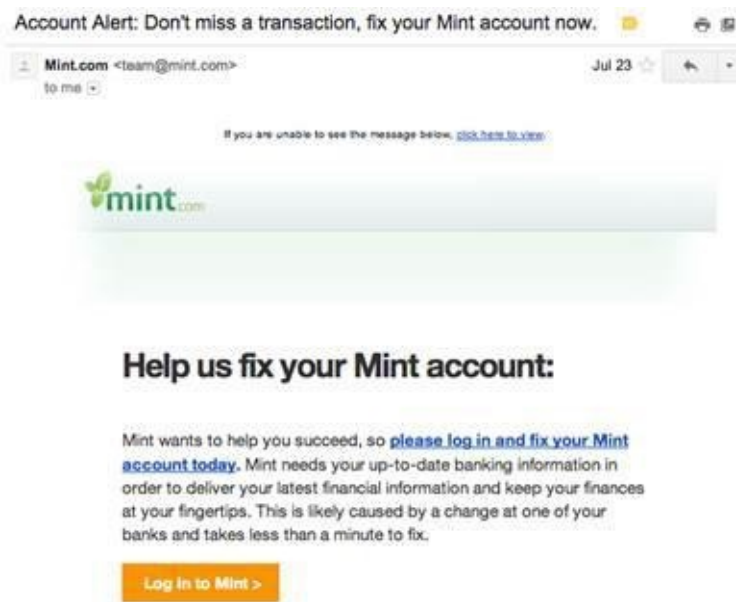 Account Alert: Don't miss a transaction, fix your Mint account now.
Mint.com <team@mint.com>
Jul 23
to me
If you are unable to see the message below, click here to view.
mint.com
Help us fix your Mint account:
Mint wants to help you succeed, so please log in and fix your Mint
account today. Mint needs your up-to-date banking information in
order to deliver your latest financial information and keep your finances
at your fingertips. This is likely caused by a change at one of your
banks and takes less than a minute to fix.
Log in to Mint >